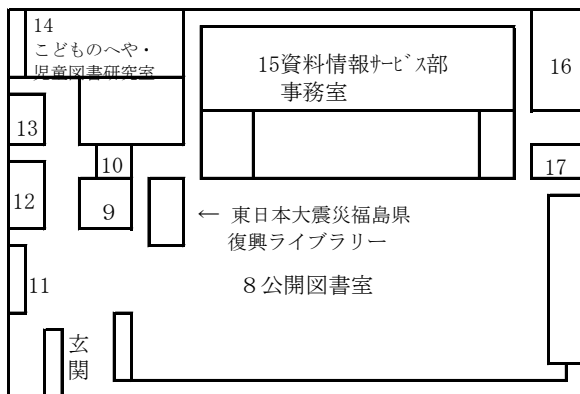 14
こどものへや・
児童図書研究室
15資料情報ｻｰﾋﾞｽ部
事務室
16
13
10
17
12
9
← 東日本大震災福島県
復興ライブラリー
11
８公開図書室
玄
関